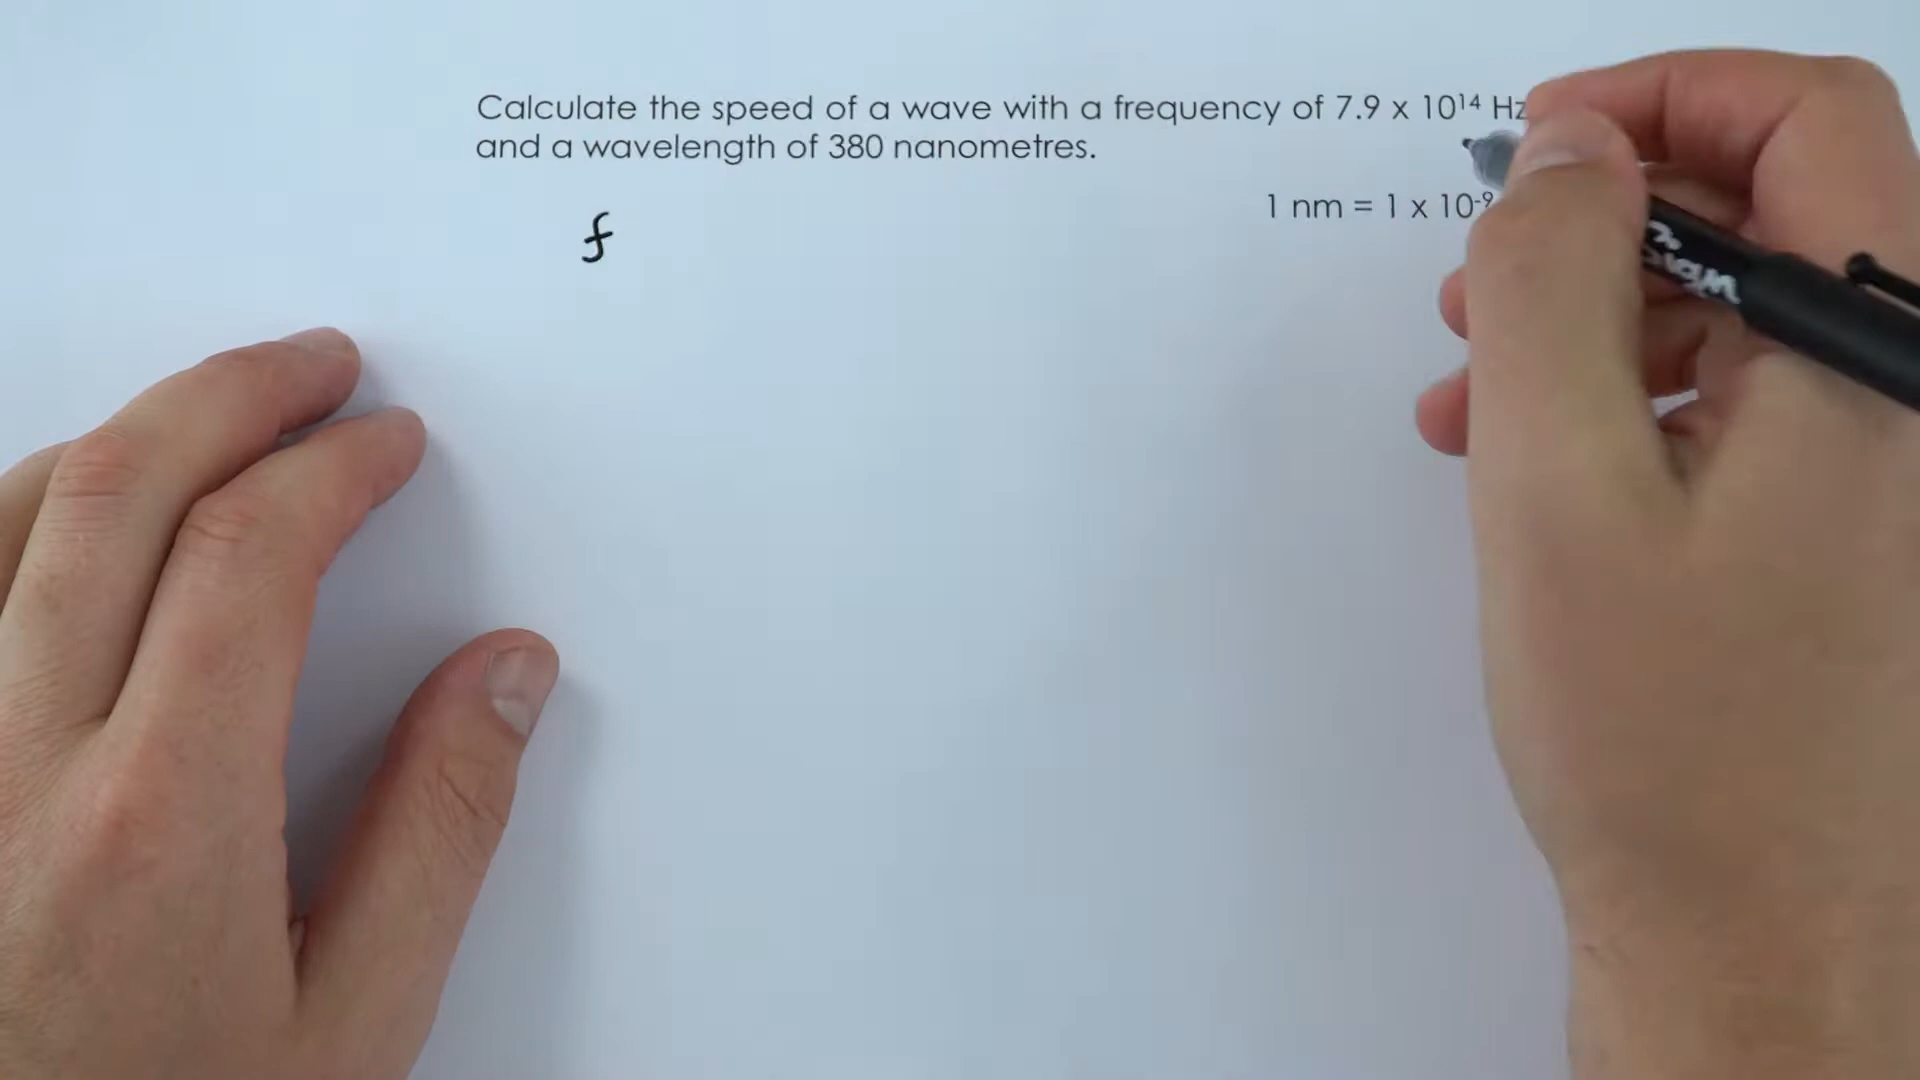 Calculate the speed of a wave with a frequency of 7.9 x 10¹⁴ Hz
and a wavelength of 380 nanometres.
1 nm = 1 x 10⁻⁹
f